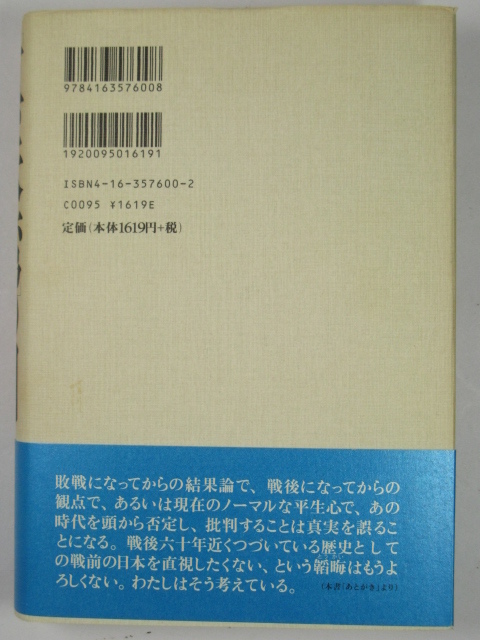 9784163576008
1920095016191
ISBN4-16-357600-2
C0095 ¥1619E
定価(本体1619円+税)
敗戦になってからの結果論で、戦後になってからの
観点で、あるいは現在のノーマルな平生心で、あの
時代を頭から否定し、批判することは真実を誤るこ
とになる。戦後六十年近くつづいている歴史として
の戦前の日本を直視したくない、という韜晦はもうよ
ろしくない。わたしはそう考えている。
(本書「あとがき」より)